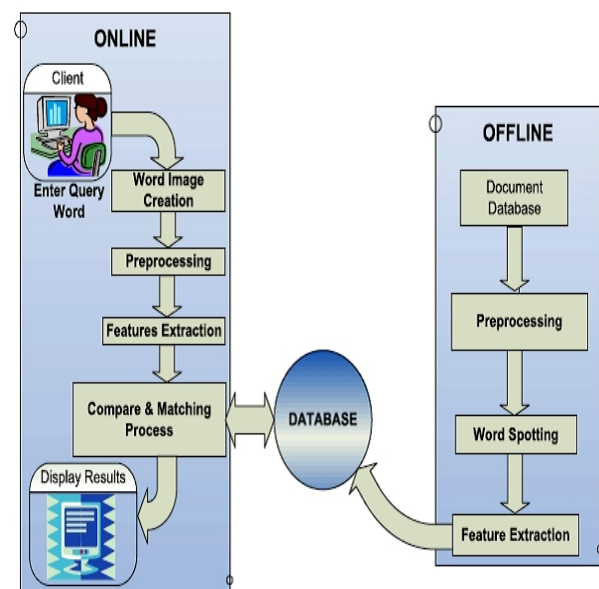 ONLINE
Client
Enter Query
Word
Word Image
Creation
Preprocessing
Features Extraction
Compare & Matching
Process
Display Results
DATABASE
OFFLINE
Document
Database
Preprocessing
Word Spotting
Feature Extraction